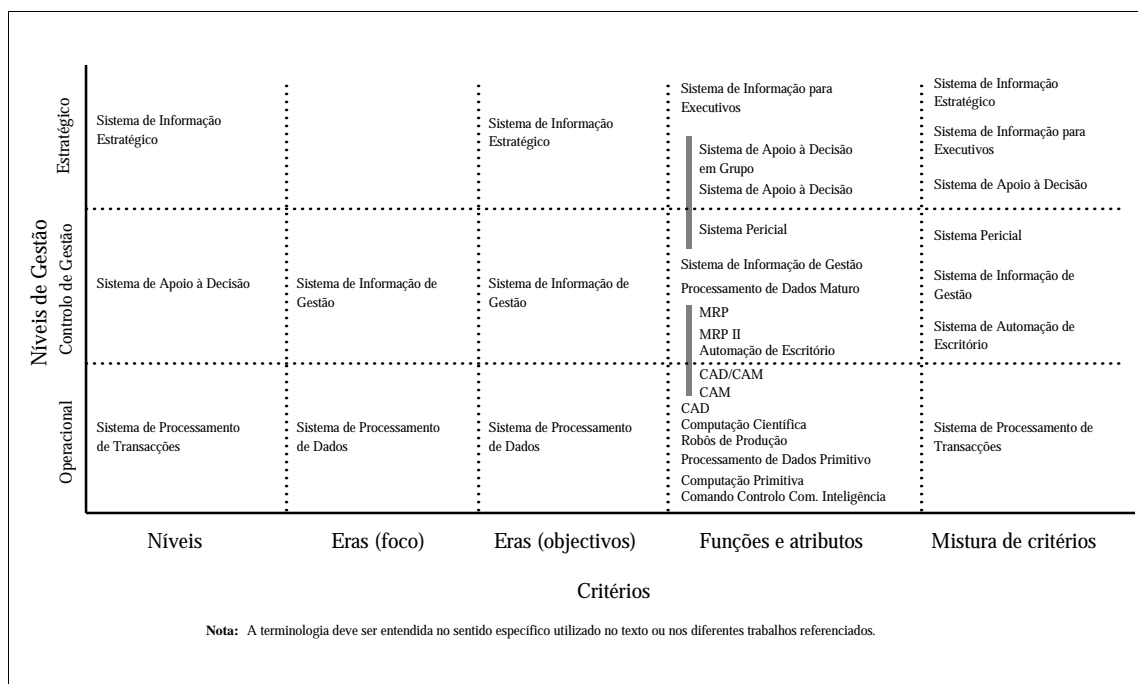 Níveis de Gestão
Estratégico
Controlo de Gestão
Operacional
Sistema de Informação
Estratégico
Sistema de Informação
Estratégico
Sistema de Informação para
Executivos
Sistema de Apoio à Decisão
em Grupo
Sistema de Apoio à Decisão
Sistema de Informação
Estratégico
Sistema de Informação para
Executivos
Sistema de Apoio à Decisão
Sistema de Apoio à Decisão
Sistema de Informação de
Gestão
Sistema de Informação de
Gestão
Sistema Pericial
Sistema de Informação de Gestão
Processamento de Dados Maturo
MRP
MRP II
Automação de Escritório
Sistema Pericial
Sistema de Informação de
Gestão
Sistema de Automação de
Escritório
Sistema de Processamento
de Transacções
Sistema de Processamento
de Dados
Sistema de Processamento
de Dados
CAD/CAM
CAM
CAD
Computação Científica
Robôs de Produção
Processamento de Dados Primitivo
Computação Primitiva
Comando Controlo Com. Inteligência
Sistema de Processamento de
Transacções
Níveis
Eras (foco)
Eras (objectivos)
Funções e atributos
Mistura de critérios
Critérios
Nota: A terminologia deve ser entendida no sentido específico utilizado no texto ou nos diferentes trabalhos referenciados.